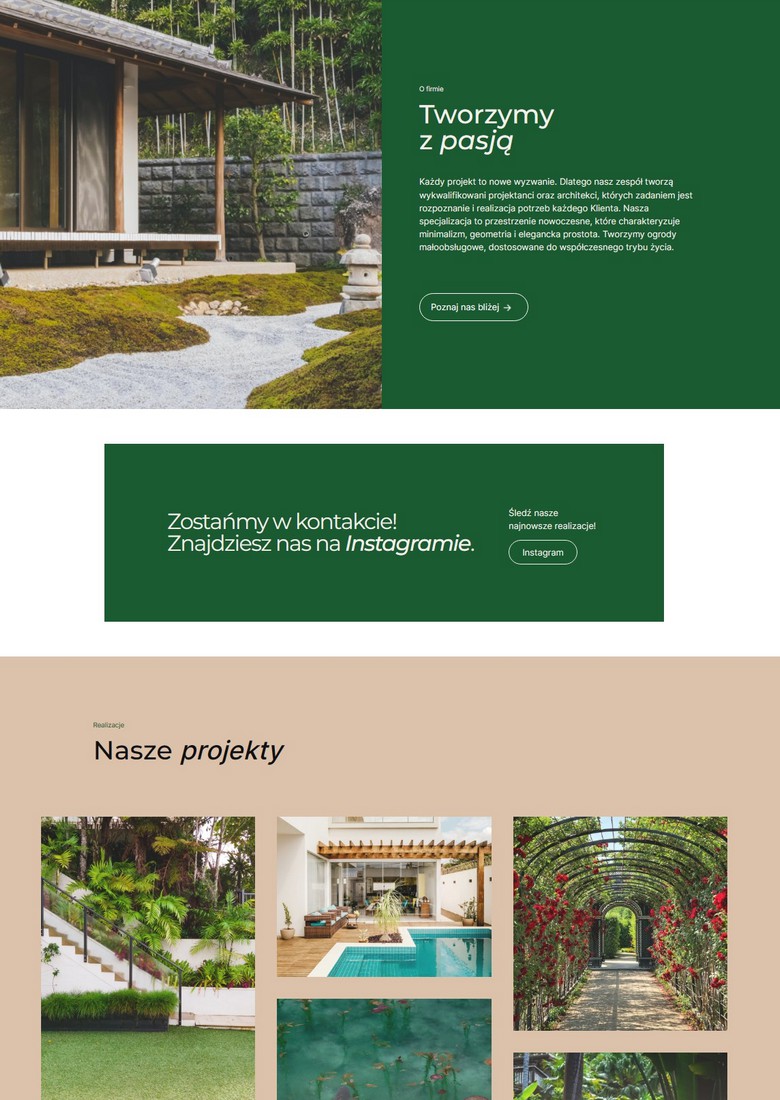 O firmie
Tworzymy
z pasją
Każdy projekt to nowe wyzwanie. Dlatego nasz zespół tworzą
wykwalifikowani projektanci oraz architekci, których zadaniem jest
rozpoznanie i realizacja potrzeb każdego Klienta. Nasza
specjalizacja to przestrzenie nowoczesne, które charakteryzuje
minimalizm, geometria i elegancka prostota. Tworzymy ogrody
małoobsługowe, dostosowane do współczesnego trybu życia.
Poznaj nas bliżej →
Zostańmy w kontakcie!
Znajdziesz nas na Instagramie.
Śledź nasze
najnowsze realizacje!
Instagram
Realizacje
Nasze projekty